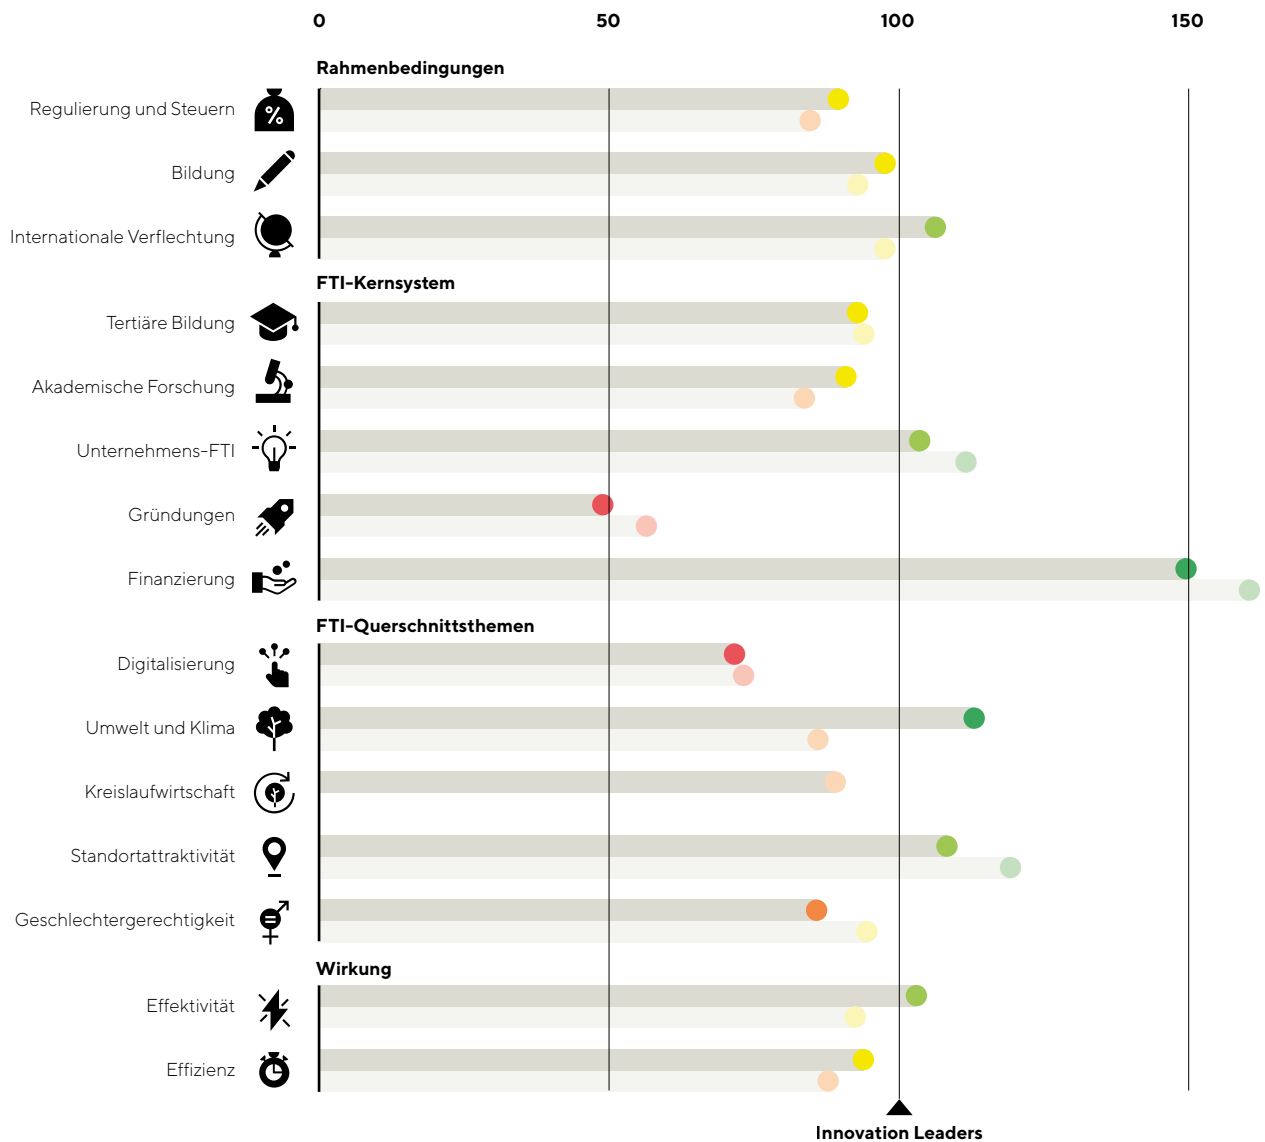 0 50 100 150
Rahmenbedingungen
Regulierung und Steuern
%
Bildung
Internationale Verflechtung
FTI-Kernsystem
Tertiäre Bildung
Akademische Forschung
Unternehmens-FTI
Gründungen
Finanzierung
FTI-Querschnittsthemen
Digitalisierung
Umwelt und Klima
Kreislaufwirtschaft
Standortattraktivität
Geschlechtergerechtigkeit
Wirkung
Effektivität
Effizienz
Innovation Leaders